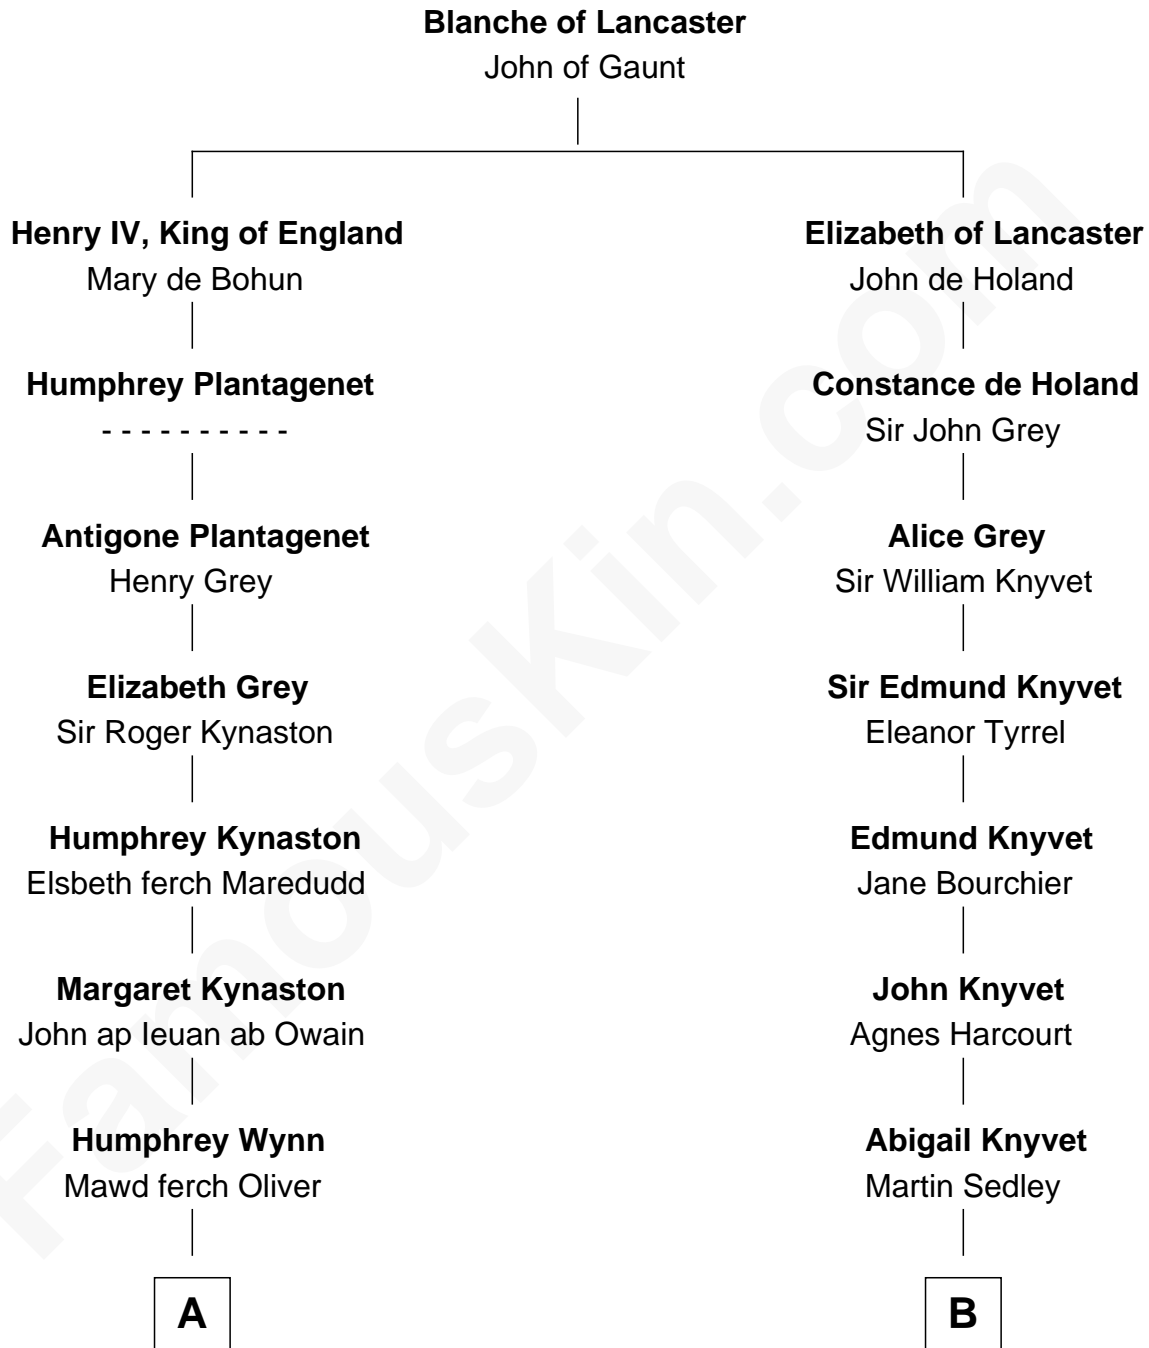 Blanche of Lancaster
John of Gaunt
Henry IV, King of England
Mary de Bohun
Elizabeth of Lancaster
John de Holand
Humphrey Plantagenet
- - - - - - - - - -
Constance de Holand
Sir John Grey
Antigone Plantagenet
Henry Grey
Alice Grey
Sir William Knyvet
Elizabeth Grey
Sir Roger Kynaston
Sir Edmund Knyvet
Eleanor Tyrrel
Humphrey Kynaston
Elsbeth ferch Maredudd
Edmund Knyvet
Jane Bourchier
Margaret Kynaston
John ap Ieuan ab Owain
John Knyvet
Agnes Harcourt
Humphrey Wynn
Mawd ferch Oliver
Abigail Knyvet
Martin Sedley
A
B
FamousKin.com